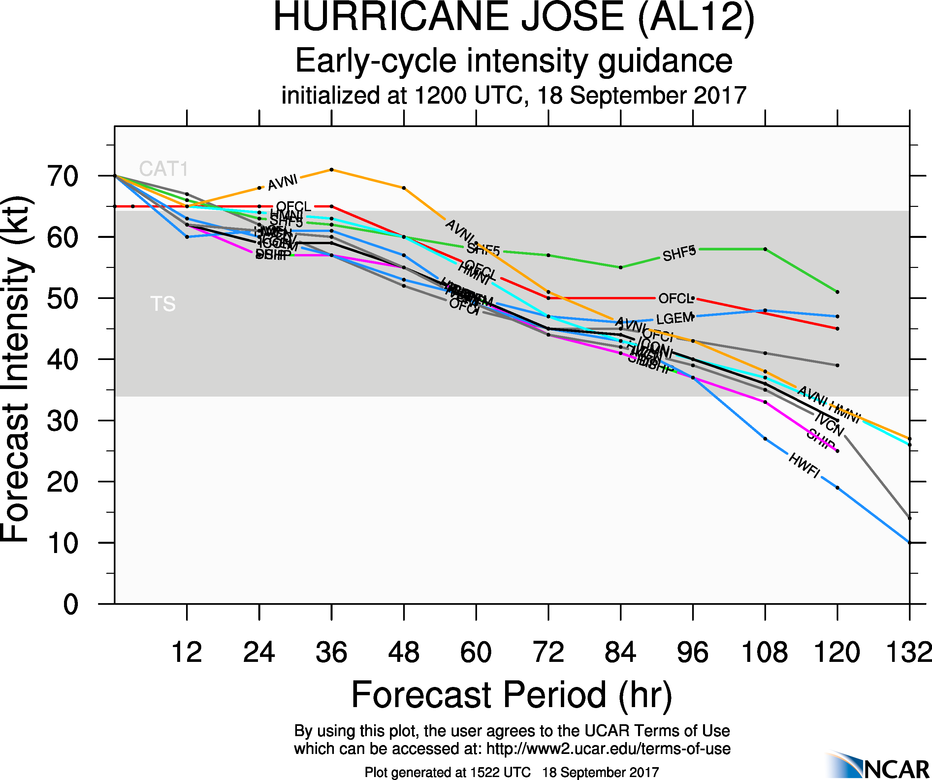 HURRICANE JOSE (AL12)
Early-cycle intensity guidance
initialized at 1200 UTC, 18 September 2017
Forecast Intensity (kt)
70
60
50
40
30
20
10
0
CAT1
TS
AVNI
OFCL
HMNI
SHF5
AVNI
SHF5
OFCL
HMNI
OFCI
SHF5
OFCL
LGEM
AVNI
OFCI
AVNI
HMNI
IVCN
SHIP
HWFI
12 24 36 48 60 72 84 96 108 120 132
Forecast Period (hr)
By using this plot, the user agrees to the UCAR Terms of Use
which can be accessed at: http://www2.ucar.edu/terms-of-use
Plot generated at 1522 UTC 18 September 2017
NCAR